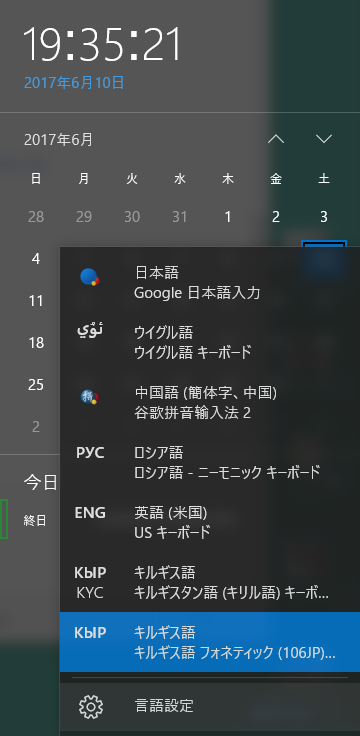 19:35:21
2017年6月10日
2017年6月
日 月 火 水 木 金 土
28 29 30 31 1 2 3
4
11
18
25
2
今日
終日
日本語
Google 日本語入力
ئۇي
ウイグル語
ウイグル語 キーボード
中国語 (簡体字、中国)
谷歌拼音输入法 2
РУС
ロシア語
ロシア語 - ニーモニック キーボード
ENG
英語 (米国)
US キーボード
КЫР
キルギス語
KYC
キルギスタン語 (キリル語) キーボ...
КЫР
キルギス語
キルギス語 フォネティック (106JP)...
言語設定